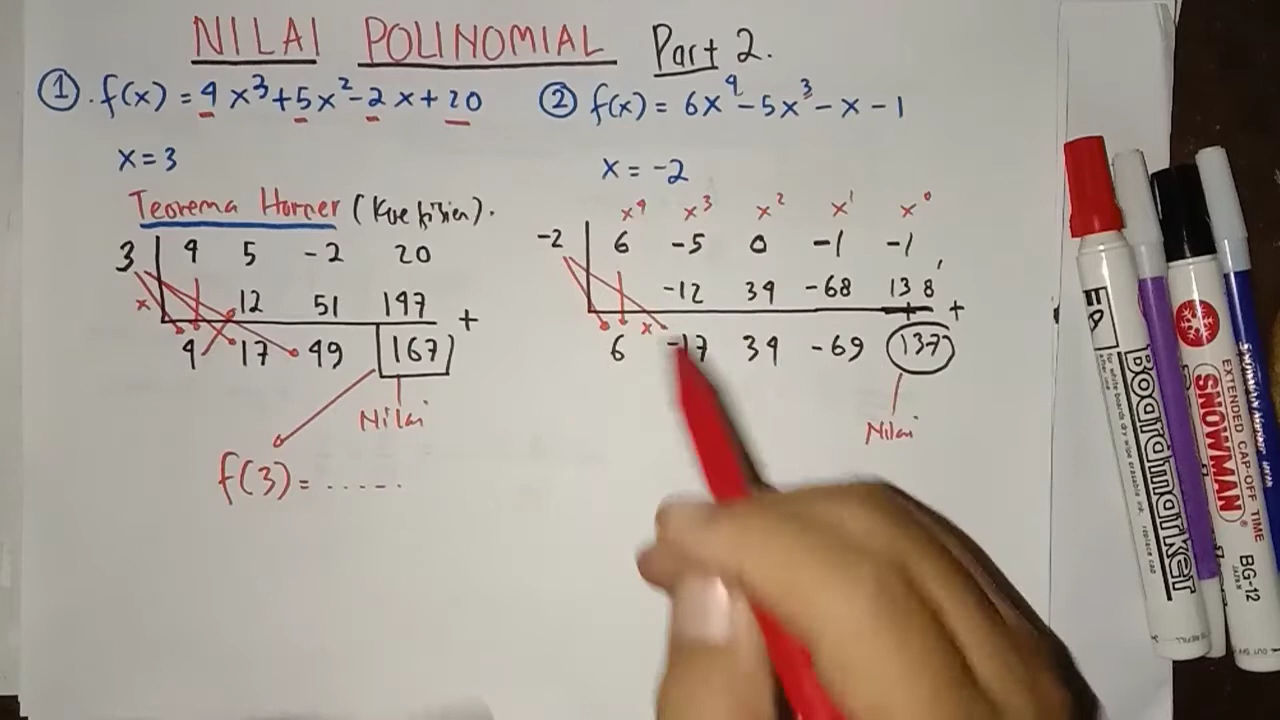 NILAI POLINOMIAL Part 2.
① . f(x) = 4x³ + 5x² - 2x + 20
x = 3
Teorema Horner (Koefisien).
3 | 4 5 -2 20
x 12 51 147 +
4 17 49 167
Nilai
f(3) = ......
② f(x) = 6x⁴ - 5x³ - x - 1
x = -2
x⁴ x³ x² x¹ x⁰
-2 | 6 -5 0 -1 -1
-12 34 -68 138 +
x
6 -17 34 -69 137
Nilai
Boardmarker
SNOWMAN
EXTENDED CAP-OFF TIME
BG-12
JAPAN